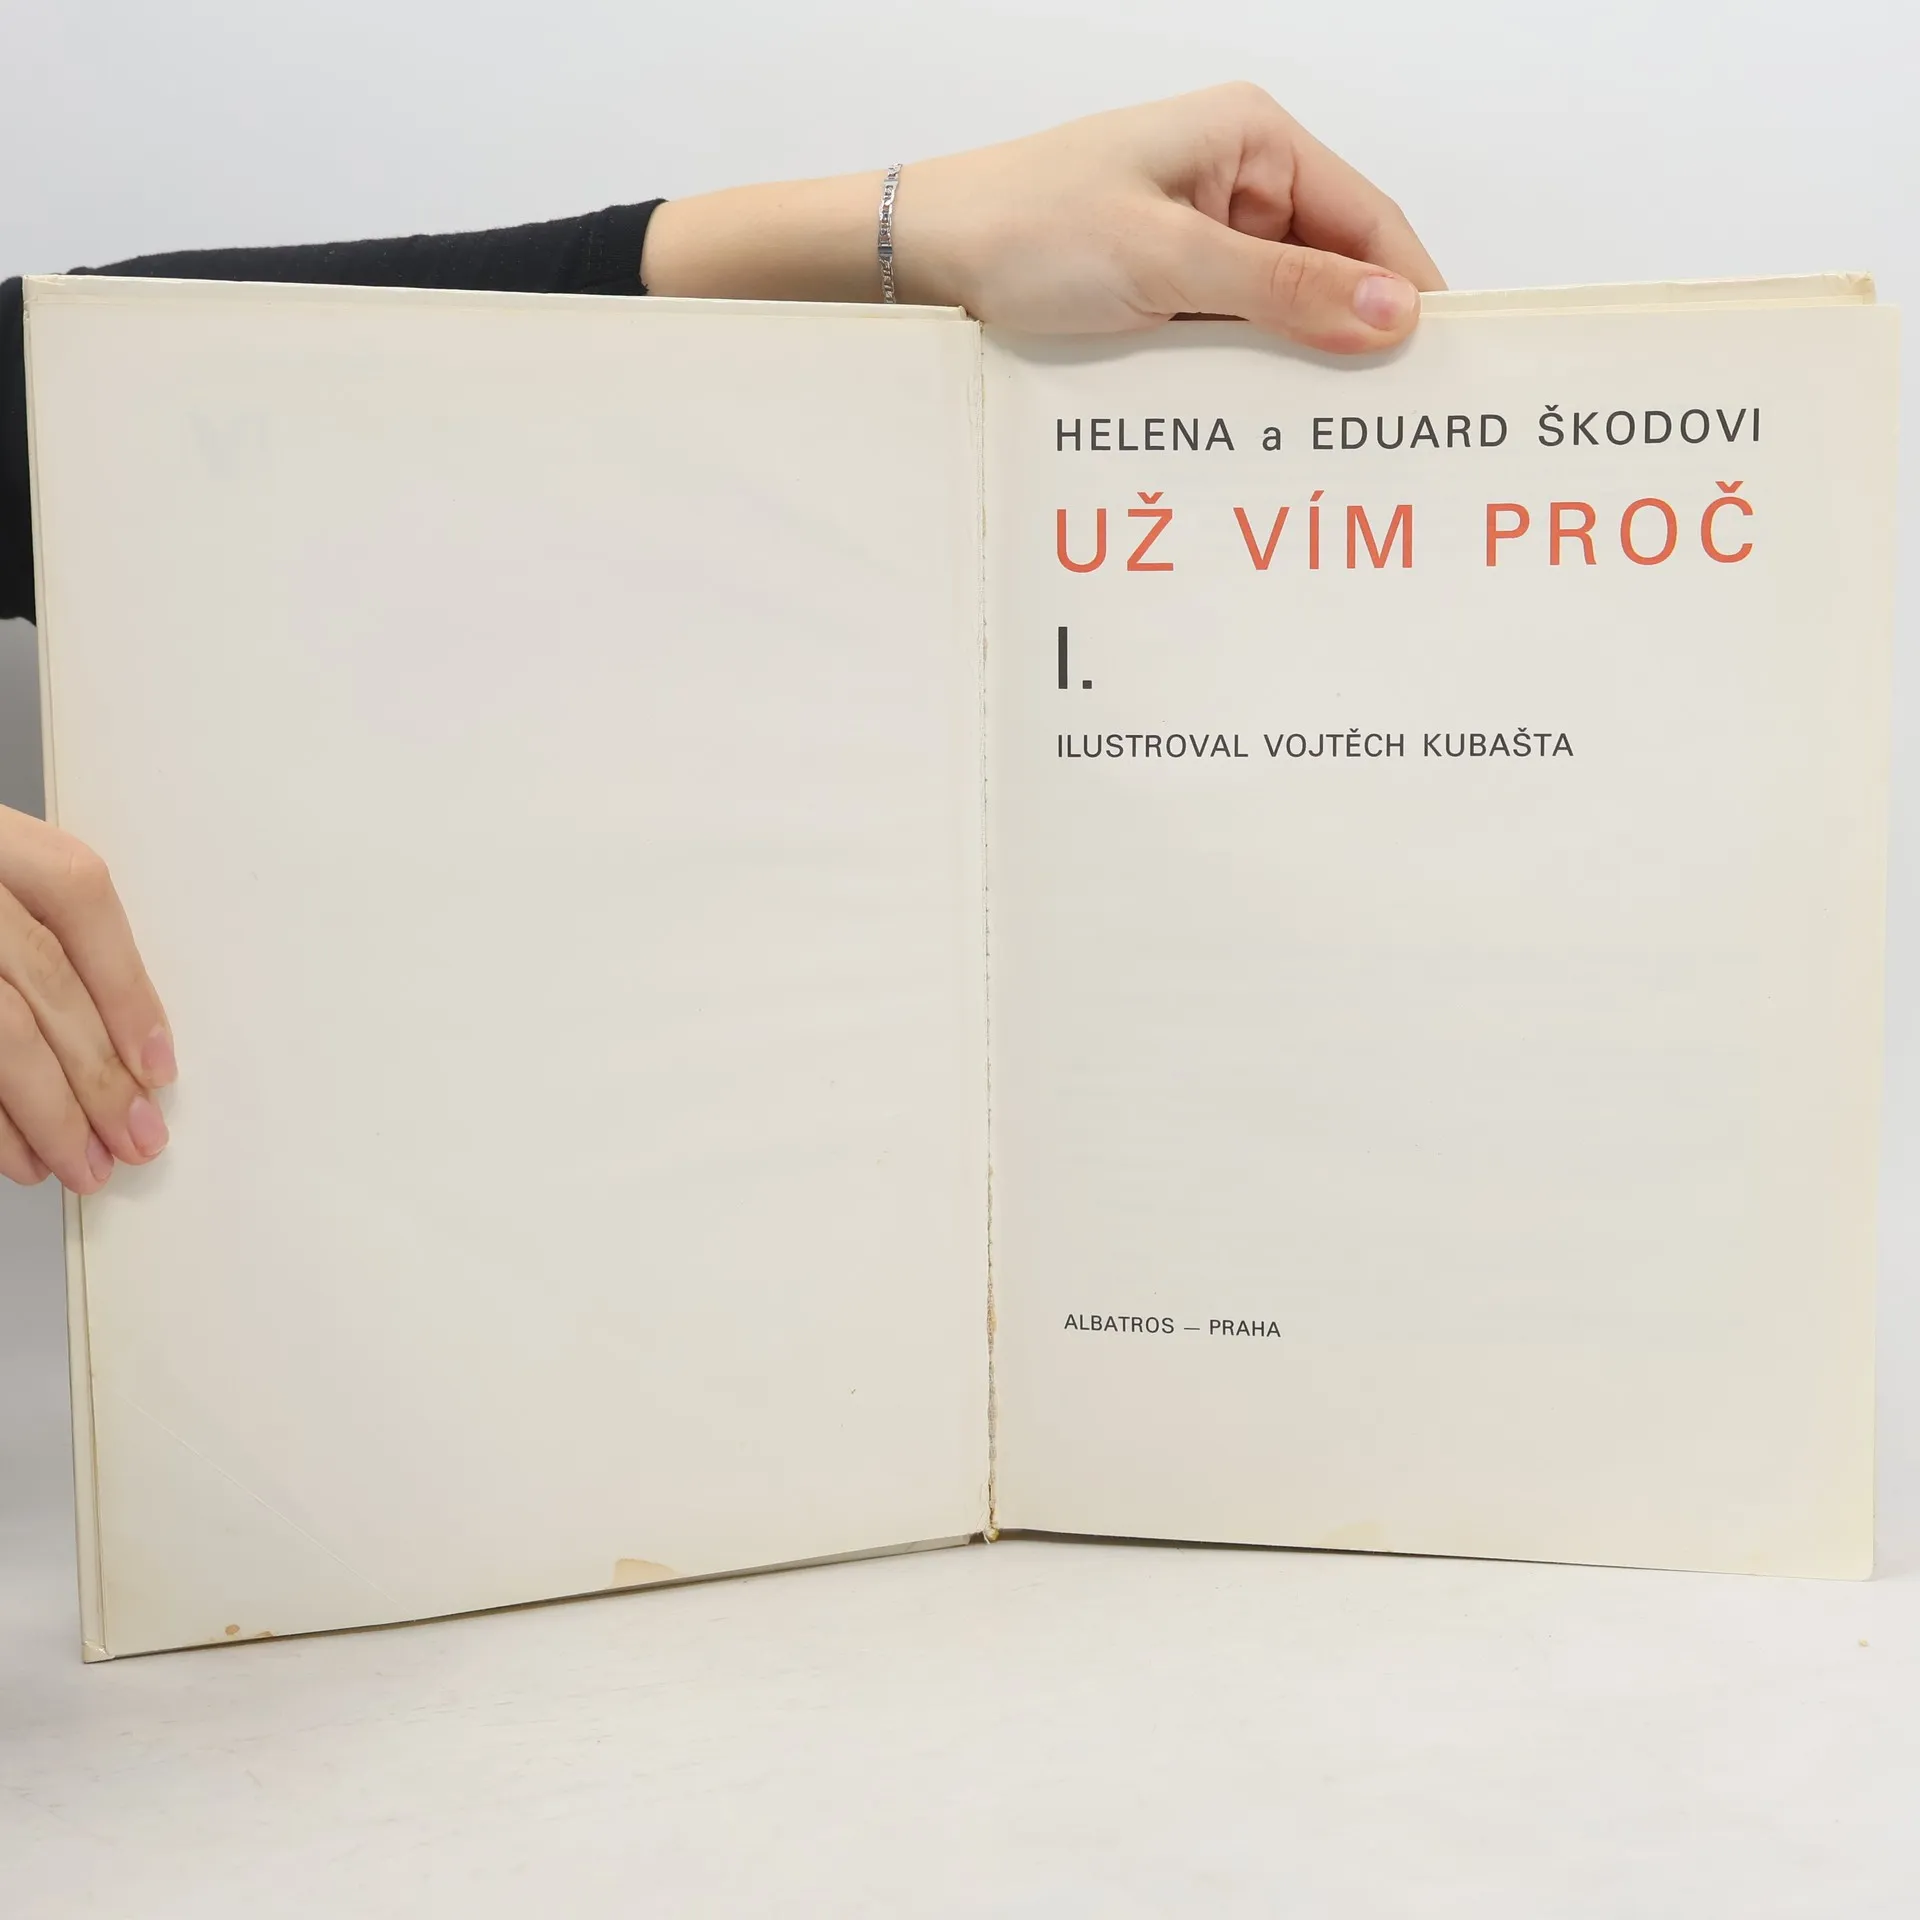 HELENA a EDUARD ŠKODOVI
UŽ VÍM PROČ
I.
ILUSTROVAL VOJTĚCH KUBAŠTA
ALBATROS — PRAHA